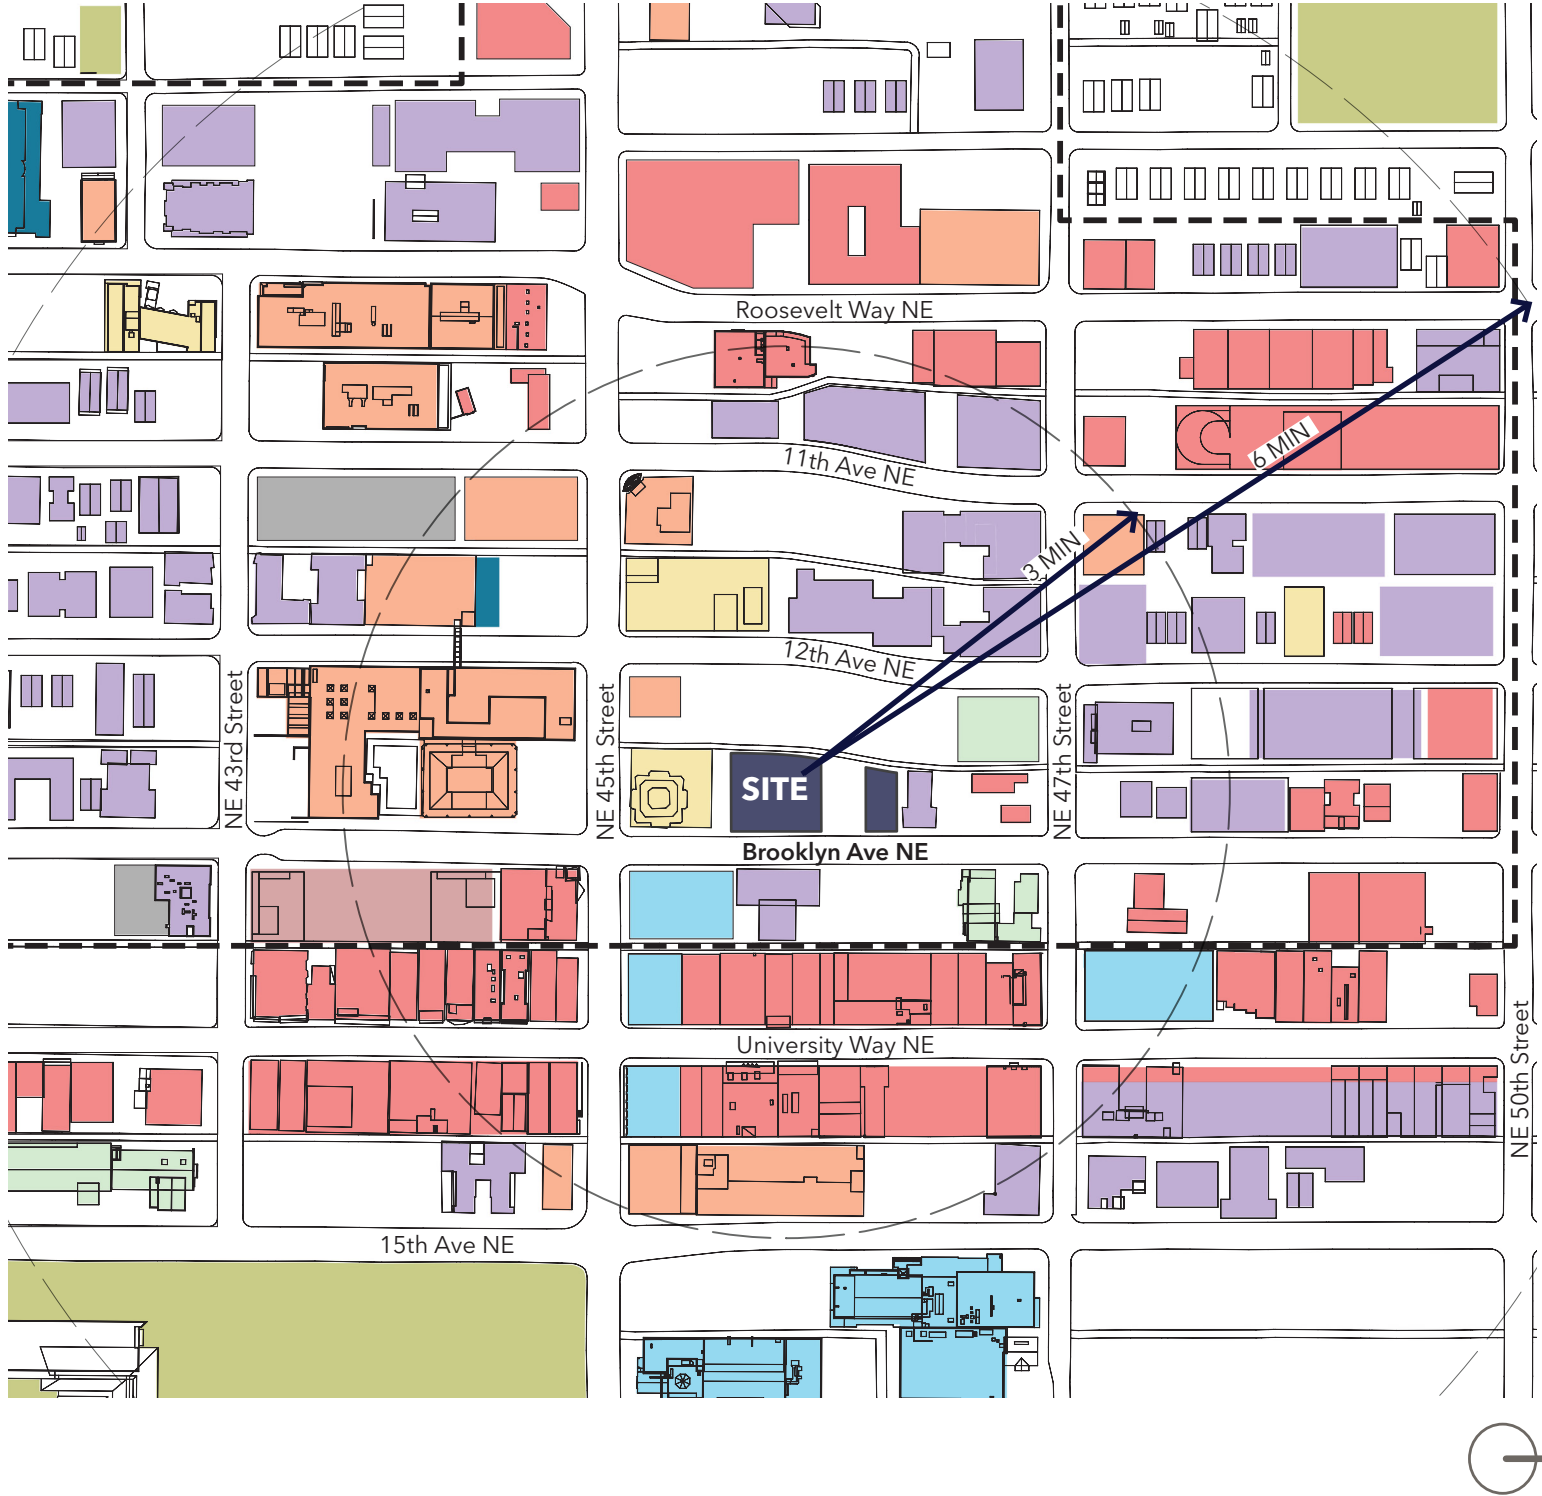 Roosevelt Way NE
6 MIN
11th Ave NE
3 MIN
12th Ave NE
NE 43rd Street
NE 45th Street
NE 47th Street
SITE
Brooklyn Ave NE
University Way NE
NE 50th Street
15th Ave NE